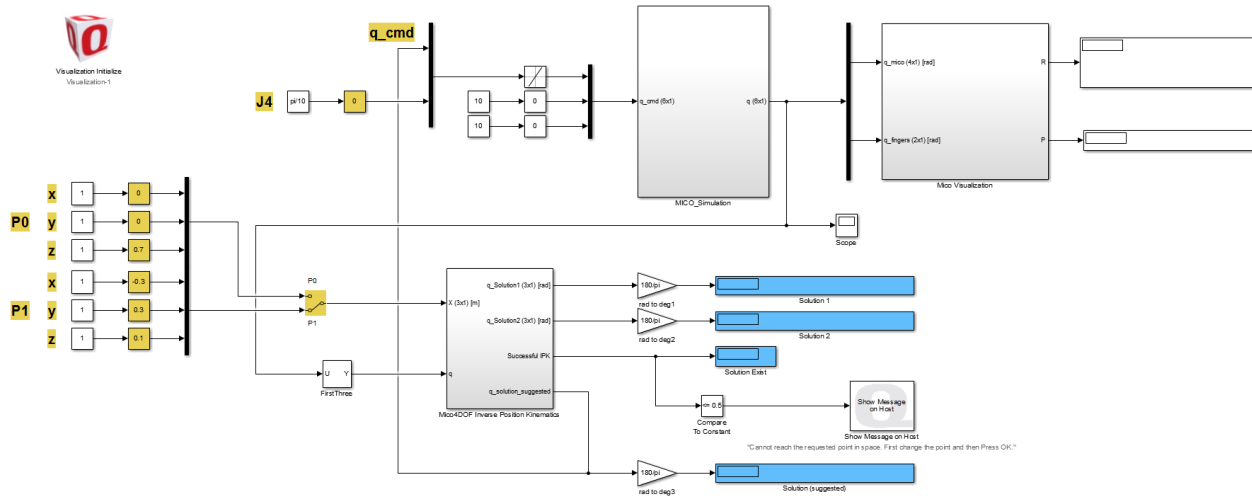 Visualization Initialize
Visualization-1
q_cmd
J4
pi/10
0
10
0
10
0
q_cmd (6x1)
q (6x1)
MICO_Simulation
q_mico (4x1) [rad]
q_fingers (2x1) [rad]
R
P
Mico Visualization
Scope
P0
x
1
0
y
1
0
z
1
0.7
P1
x
1
-0.3
y
1
0.3
z
1
0.1
P0
P1
U
Y
FirstThree
X (3x1) [m]
q
q_Solution1 (3x1) [rad]
q_Solution2 (3x1) [rad]
Successful IPK
q_solution_suggested
Mico4DOF Inverse Position Kinematics
180/pi
rad to deg1
Solution 1
180/pi
rad to deg2
Solution 2
Solution Exist
<= 0.5
Compare
To Constant
Show Message
on Host
Show Message on Host
"Cannot reach the requested point in space. First change the point and then Press OK."
180/pi
rad to deg3
Solution (suggested)